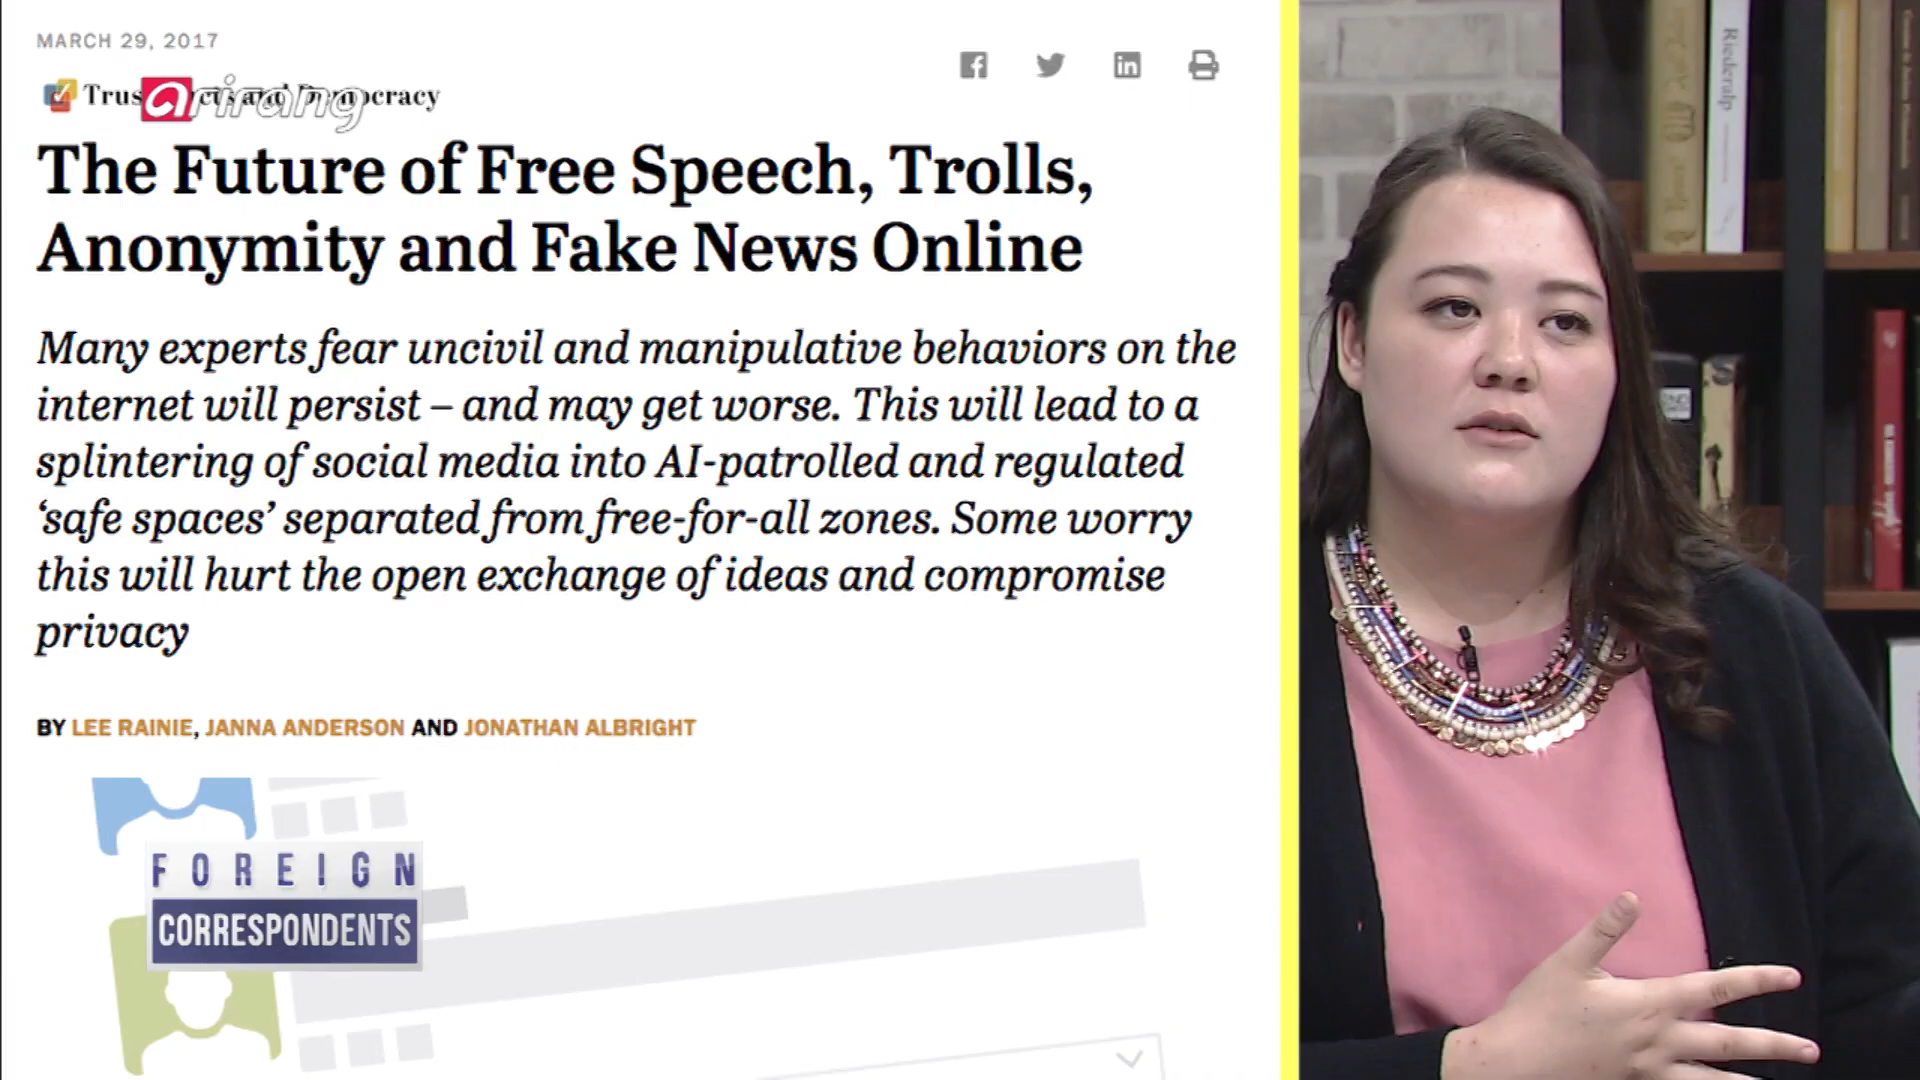 MARCH 29, 2017
arirang
The Future of Free Speech, Trolls,
Anonymity and Fake News Online
Many experts fear uncivil and manipulative behaviors on the
internet will persist – and may get worse. This will lead to a
splintering of social media into AI-patrolled and regulated
‘safe spaces’ separated from free-for-all zones. Some worry
this will hurt the open exchange of ideas and compromise
privacy
BY LEE RAINIE, JANNA ANDERSON AND JONATHAN ALBRIGHT
FOREIGN
CORRESPONDENTS
Riederalp